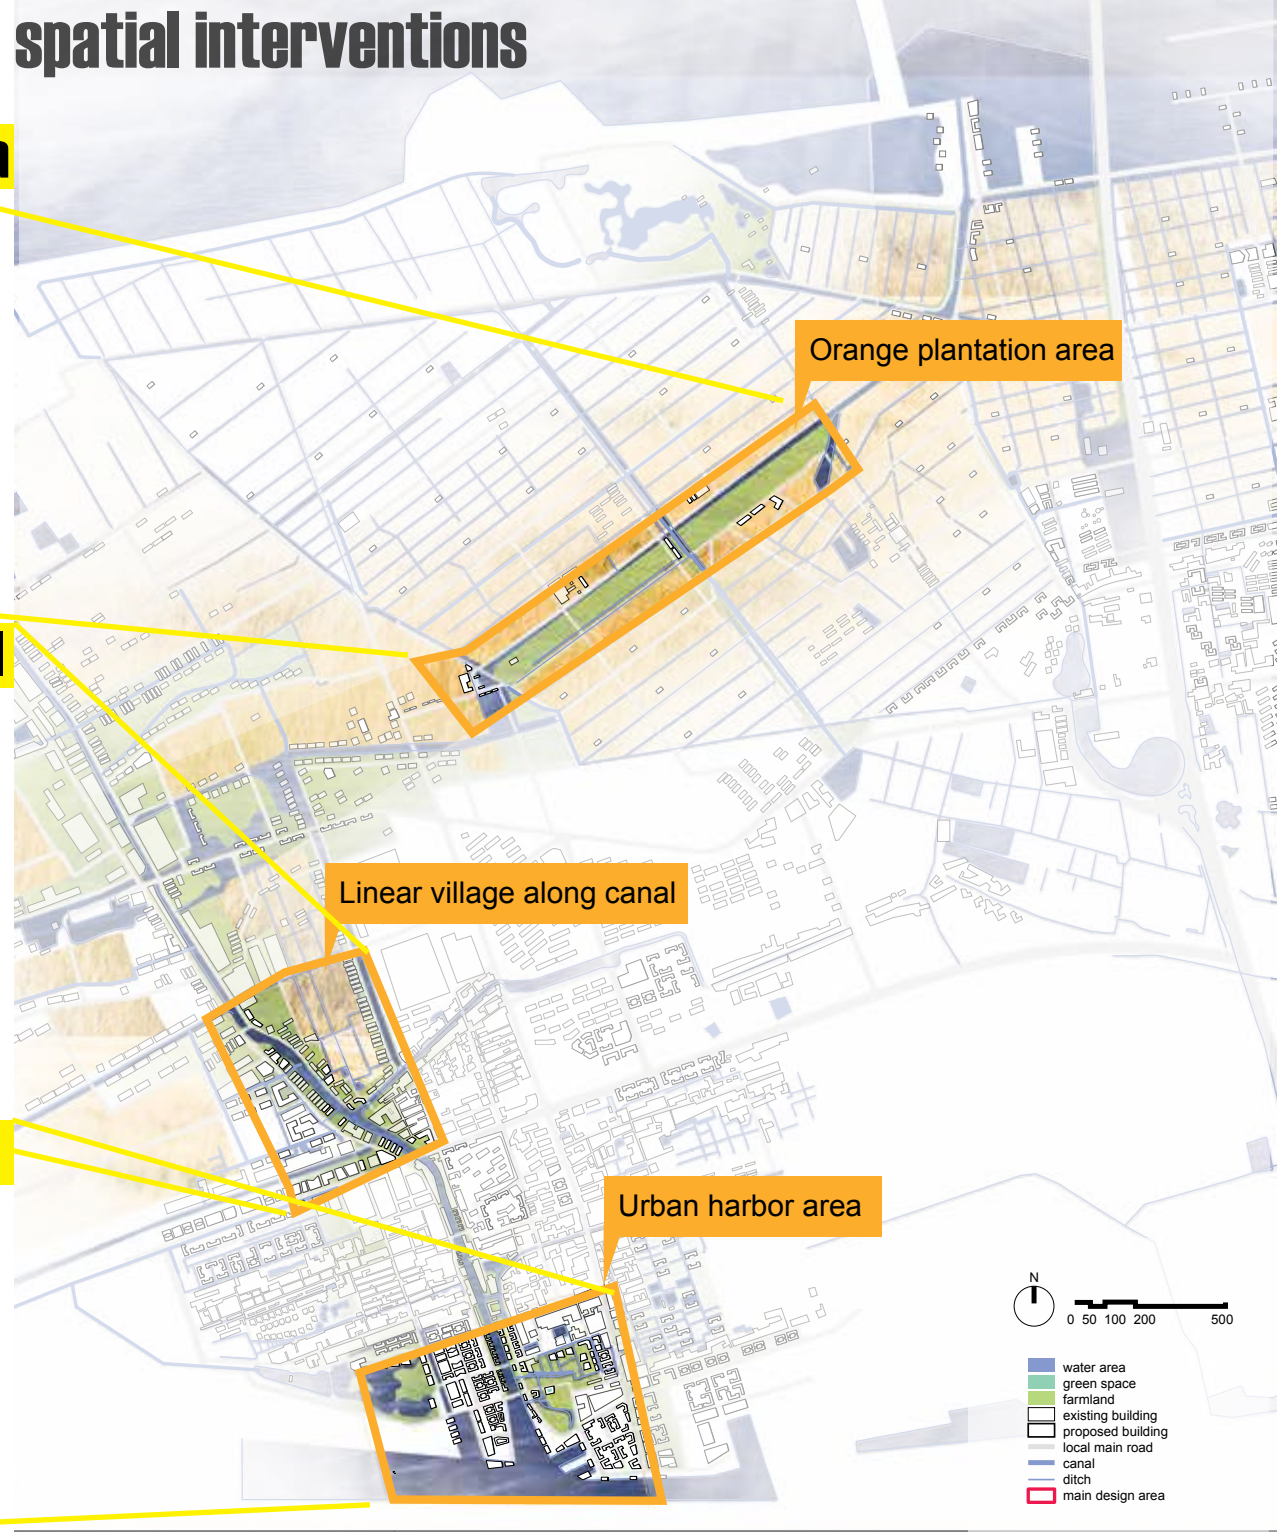 spatial interventions
Orange plantation area
Linear village along canal
Urban harbor area
N
0 50 100 200 500
water area
green space
farmland
existing building
proposed building
local main road
canal
ditch
main design area